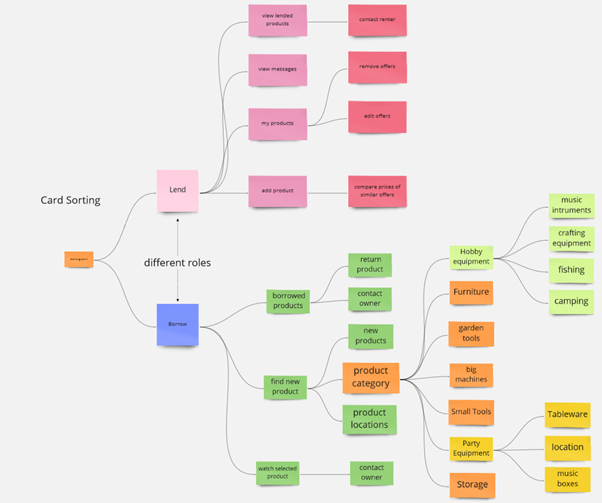 view lended
products
contact renter
view messages
remove offers
my products
edit offers
Lend
add product
compare prices of
similar offers
Card Sorting
different roles
Borrow
borrowed
products
return
product
contact
owner
find new
product
new
products
product
category
product
locations
watch selected
product
contact
owner
Hobby
equipment
music
intruments
crafting
equipment
fishing
camping
Furniture
garden
tools
big
machines
Small Tools
Party
Equipment
Tableware
location
music
boxes
Storage